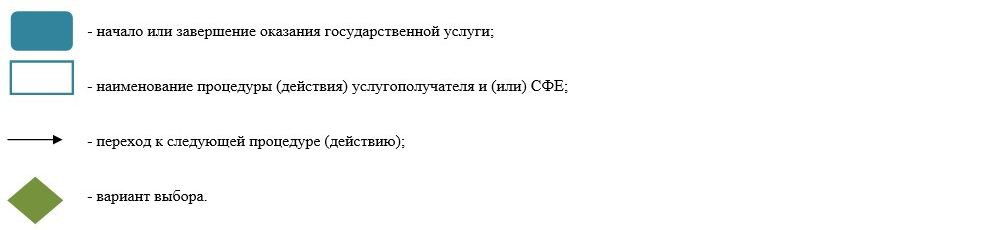 - начало или завершение оказания государственной услуги;
- наименование процедуры (действия) услугополучателя и (или) СФЕ;
- переход к следующей процедуре (действию);
- вариант выбора.